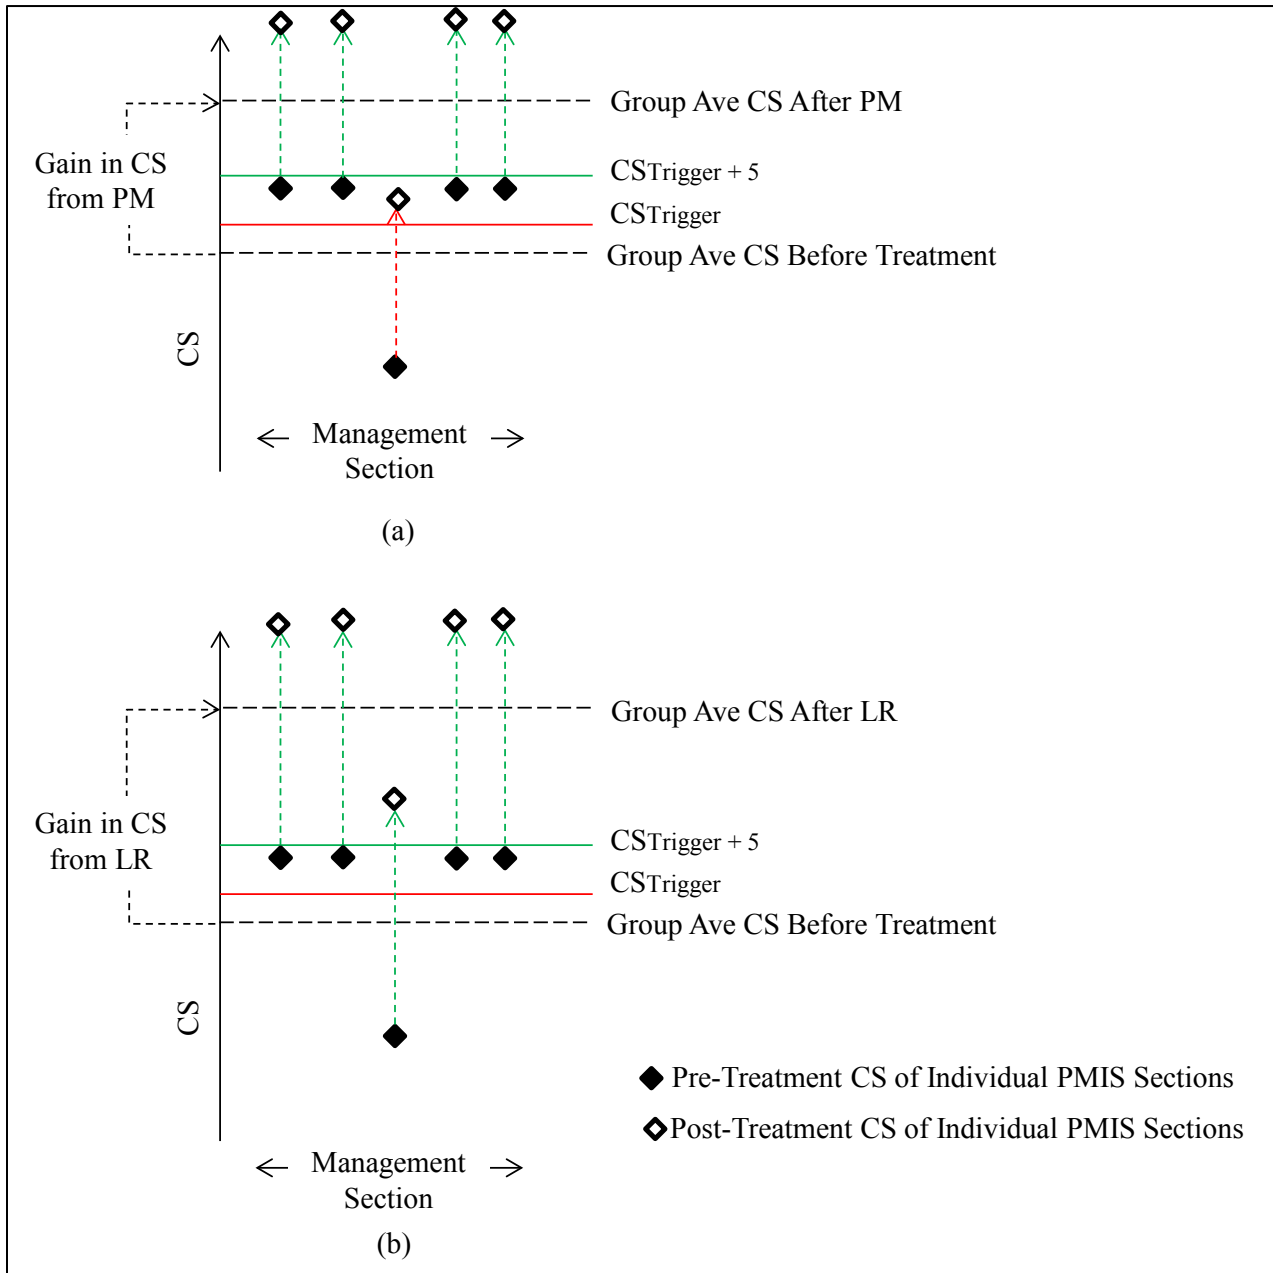 Group Ave CS After PM
Gain in CS
from PM
CSTrigger + 5
CSTrigger
Group Ave CS Before Treatment
CS
Management
Section
(a)
Group Ave CS After LR
Gain in CS
from LR
CSTrigger + 5
CSTrigger
Group Ave CS Before Treatment
CS
Pre-Treatment CS of Individual PMIS Sections
Post-Treatment CS of Individual PMIS Sections
Management
Section
(b)